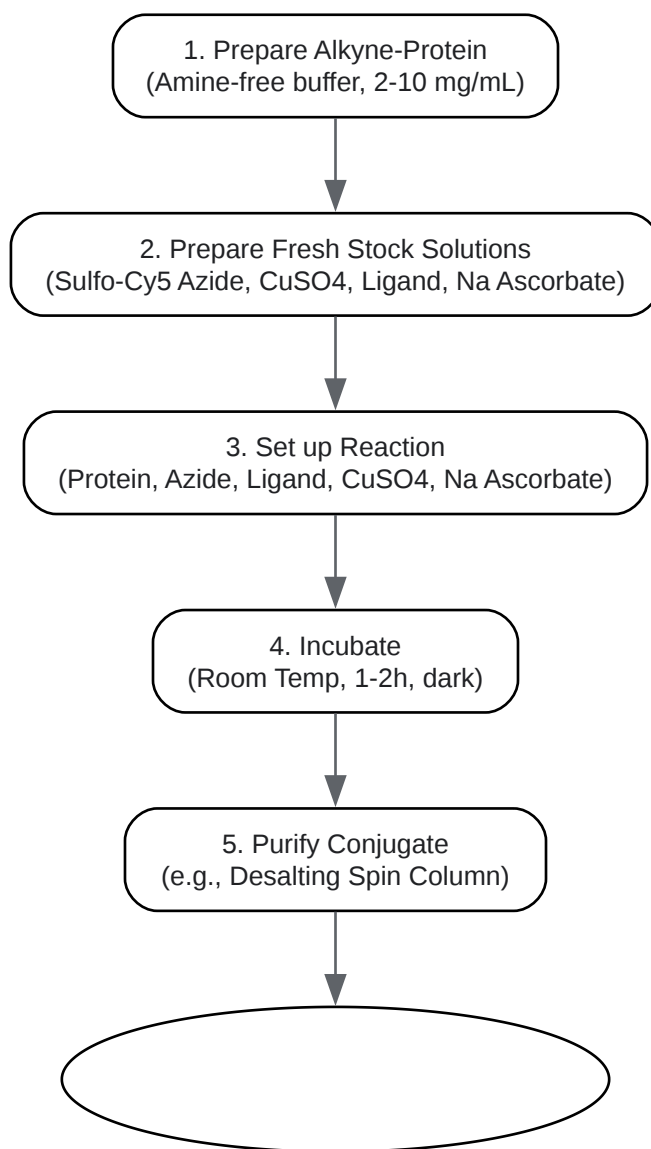 1. Prepare Alkyne-Protein
(Amine-free buffer, 2-10 mg/mL)
2. Prepare Fresh Stock Solutions
(Sulfo-Cy5 Azide, CuSO4, Ligand, Na Ascorbate)
3. Set up Reaction
(Protein, Azide, Ligand, CuSO4, Na Ascorbate)
4. Incubate
(Room Temp, 1-2h, dark)
5. Purify Conjugate
(e.g., Desalting Spin Column)